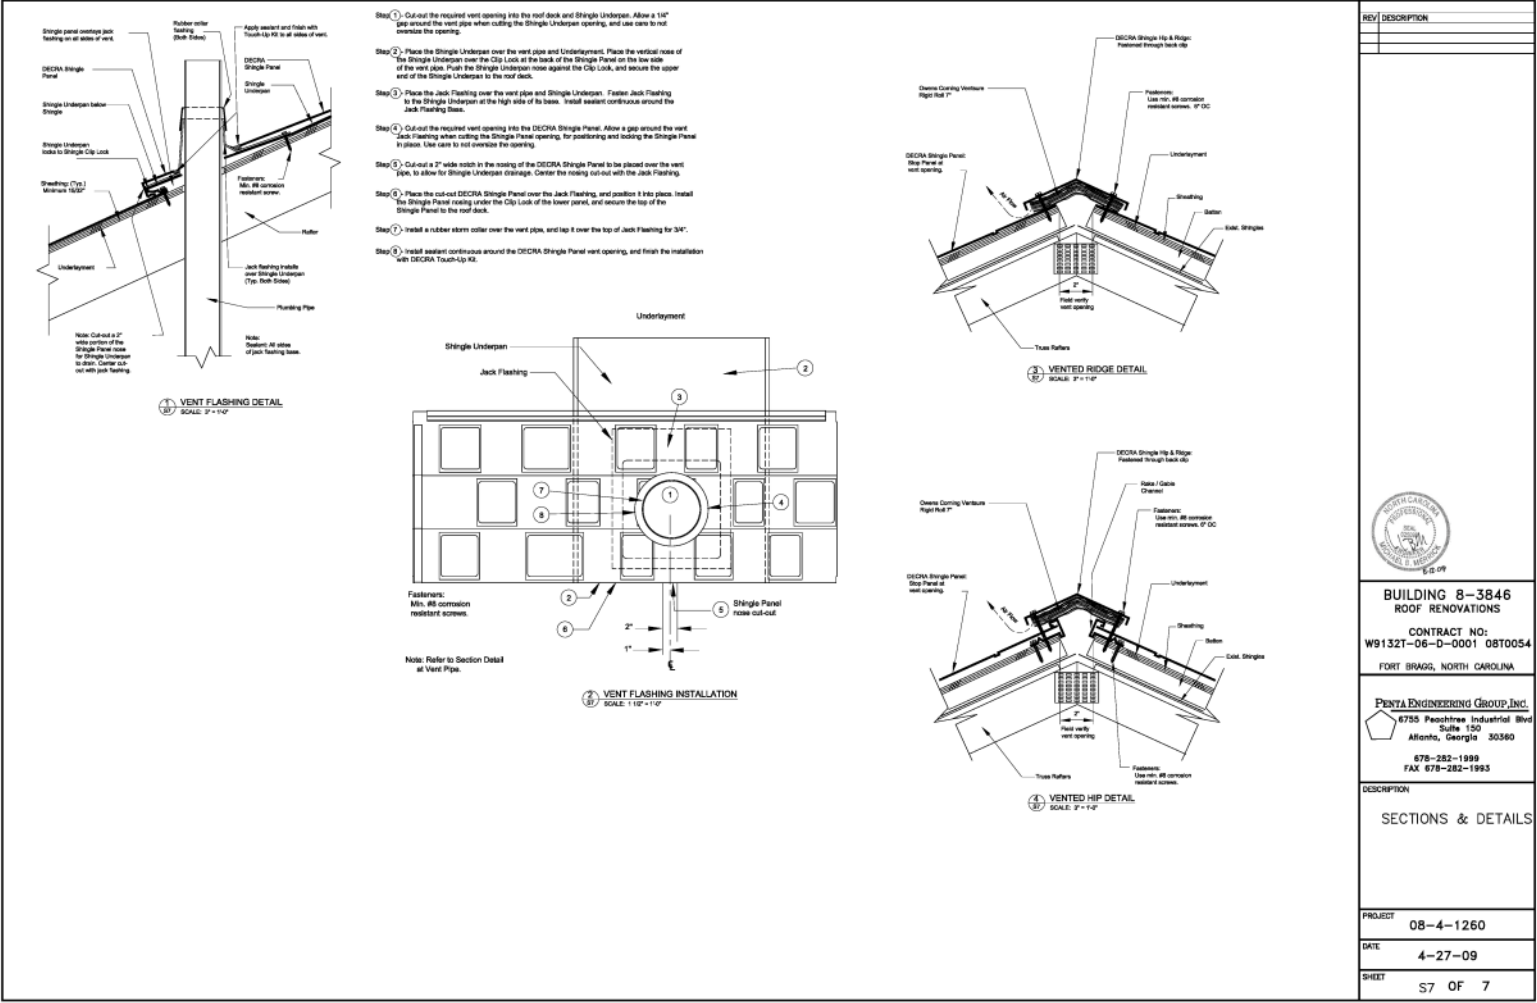 Shingle panel overlays jack
flashing on all sides of vent.
Rubber collar
flashing
(Both Sides)
Apply sealant and finish with
Touch-Up Kit to all sides of vent.
DECRA Shingle
Panel
DECRA
Shingle Panel
Shingle
Underpan
Shingle Underpan below
Shingle
Shingle Underpan
locks to Shingle Clip Lock
Sheathing: (Typ.)
Minimum 15/32"
Fasteners:
Min. #8 corrosion
resistant screw.
Rafter
Underlayment
Jack flashing installs
over Shingle Underpan
(Typ. Both Sides)
Plumbing Pipe
Note: Cut-out a 2"
wide portion of the
Shingle Panel nose
for Shingle Underpan
to drain. Center cut-
out with jack flashing.
Note:
Sealant: All sides
of jack flashing base.
1
S7
VENT FLASHING DETAIL
SCALE: 3" = 1'-0"
Step 1 - Cut-out the required vent opening into the roof deck and Shingle Underpan. Allow a 1/4"
gap around the vent pipe when cutting the Shingle Underpan opening, and use care to not
oversize the opening.
Step 2 - Place the Shingle Underpan over the vent pipe and Underlayment. Place the vertical nose of
the Shingle Underpan over the Clip Lock at the back of the Shingle Panel on the low side
of the vent pipe. Push the Shingle Underpan nose against the Clip Lock, and secure the upper
end of the Shingle Underpan to the roof deck.
Step 3 - Place the Jack Flashing over the vent pipe and Shingle Underpan. Fasten Jack Flashing
to the Shingle Underpan at the high side of its base. Install sealant continuous around the
Jack Flashing Base.
Step 4 - Cut-out the required vent opening into the DECRA Shingle Panel. Allow a gap around the vent
Jack Flashing when cutting the Shingle Panel opening, for positioning and locking the Shingle Panel
in place. Use care to not oversize the opening.
Step 5 - Cut-out a 2" wide notch in the nosing of the DECRA Shingle Panel to be placed over the vent
pipe, to allow for Shingle Underpan drainage. Center the nosing cut-out with the Jack Flashing.
Step 6 - Place the cut-out DECRA Shingle Panel over the Jack Flashing, and position it into place. Install
the Shingle Panel nosing under the Clip Lock of the lower panel, and secure the top of the
Shingle Panel to the roof deck.
Step 7 - Install a rubber storm collar over the vent pipe, and lap it over the top of Jack Flashing for 3/4".
Step 8 - Install sealant continuous around the DECRA Shingle Panel vent opening, and finish the installation
with DECRA Touch-Up Kit.
Underlayment
Shingle Underpan
Jack Flashing
2
3
7
1
4
8
Fasteners:
Min. #8 corrosion
resistant screws.
2
6
5
Shingle Panel
nose cut-out
2"
1"
Note: Refer to Section Detail
at Vent Pipe.
2
S7
VENT FLASHING INSTALLATION
SCALE: 1 1/2" = 1'-0"
DECRA Shingle Hip & Ridge:
Fastened through back clip
Owens Corning Venture
Rigid Roll 7"
Fasteners:
Use min. #8 corrosion
resistant screws. 6" OC
DECRA Shingle Panel:
Stop Panel at
vent opening.
Underlayment
Air Flow
Sheathing
Batten
Exist. Shingles
2"
Field verify
vent opening
Truss Rafters
3
S7
VENTED RIDGE DETAIL
SCALE: 3" = 1'-0"
DECRA Shingle Hip & Ridge:
Fastened through back clip
Rake / Gable
Channel
Owens Corning Venture
Rigid Roll 7"
Fasteners:
Use min. #8 corrosion
resistant screws. 6" OC
DECRA Shingle Panel:
Stop Panel at
vent opening.
Underlayment
Air Flow
Sheathing
Batten
Exist. Shingles
2"
Field verify
vent opening
Truss Rafters
Fasteners:
Use min. #8 corrosion
resistant screws.
4
S7
VENTED HIP DETAIL
SCALE: 3" = 1'-0"
REV DESCRIPTION
NORTH CAROLINA
PROFESSIONAL
SEAL
ENGINEER
MICHAEL D. MERRICK
BUILDING 8-3846
ROOF RENOVATIONS
CONTRACT NO:
W9132T-06-D-0001 08T0054
FORT BRAGG, NORTH CAROLINA
PENTA ENGINEERING GROUP, INC.
6755 Peachtree Industrial Blvd
Suite 150
Atlanta, Georgia 30360
678-282-1999
FAX 678-282-1993
DESCRIPTION
SECTIONS & DETAILS
PROJECT
08-4-1260
DATE
4-27-09
SHEET
S7 OF 7